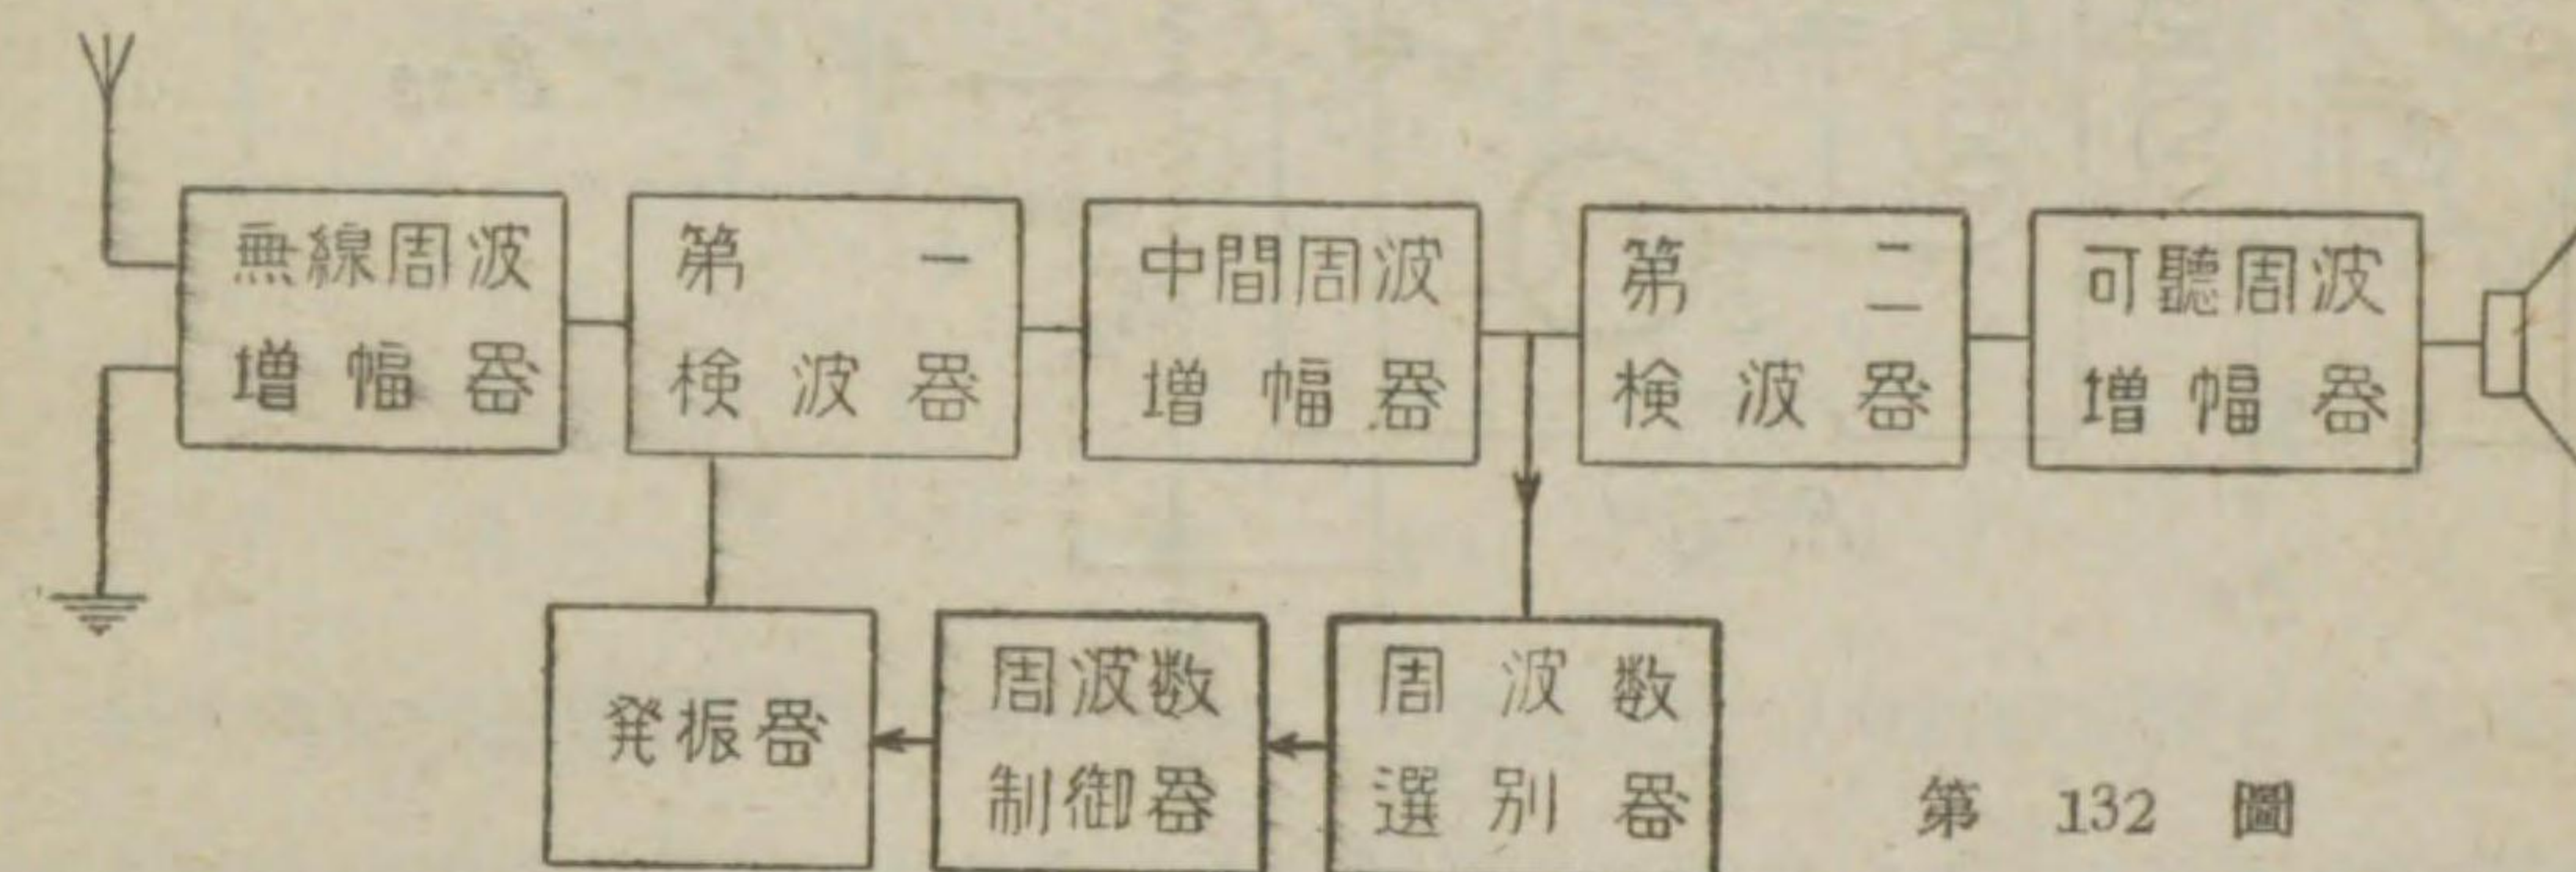 無線周波
増幅器
第一
検波器
中間周波
増幅器
第二
検波器
可聽周波
増幅器
発振器
周波数
制御器
周波数
選別器
第 132 圖